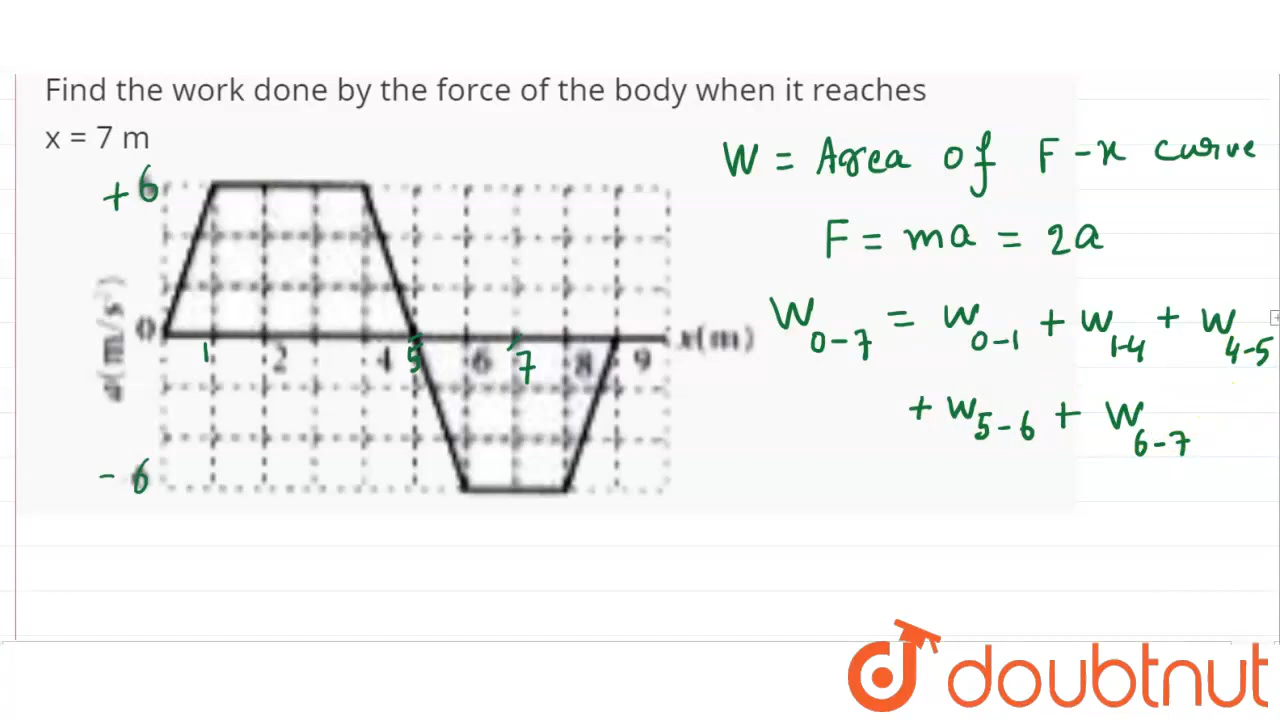 Find the work done by the force of the body when it reaches
x = 7 m
W = Area of F-x curve
+6
F = ma = 2a
a(m/s²)
W0-7 = W0-1 + W1-4 + W4-5
0
x(m)
1 2 4 5 6 7 8 9
+ W5-6 + W6-7
-6
doubtnut